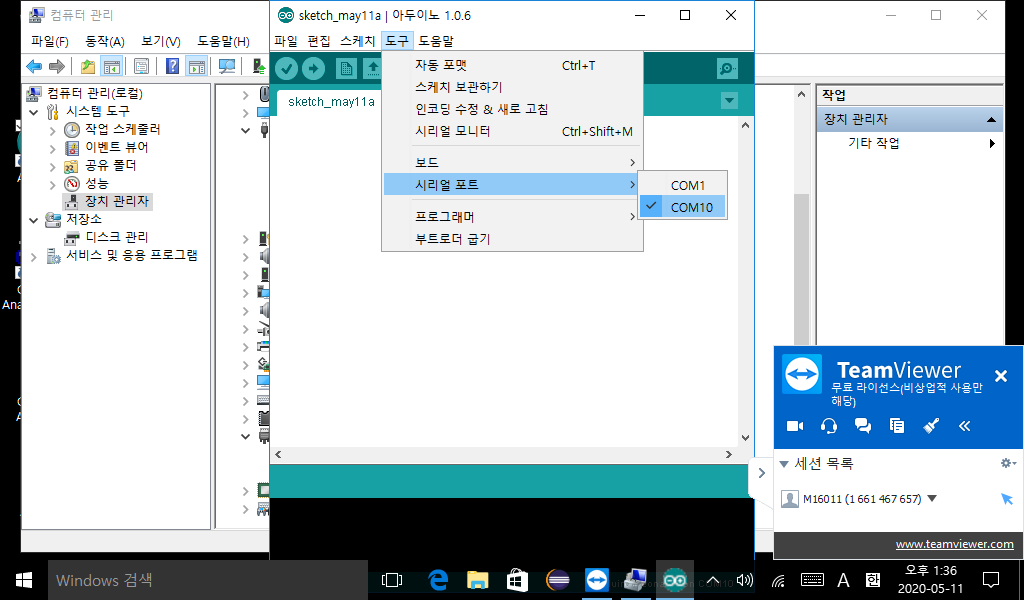 컴퓨터 관리
파일(F) 동작(A) 보기(V) 도움말(H)
컴퓨터 관리(로컬)
시스템 도구
작업 스케줄러
이벤트 뷰어
공유 폴더
성능
장치 관리자
저장소
디스크 관리
서비스 및 응용 프로그램
sketch_may11a | 아두이노 1.0.6
파일 편집 스케치 도구 도움말
sketch_may11a
자동 포맷 Ctrl+T
스케치 보관하기
인코딩 수정 & 새로 고침
시리얼 모니터 Ctrl+Shift+M
보드
시리얼 포트
프로그래머
부트로더 굽기
COM1
COM10
작업
장치 관리자
기타 작업
TeamViewer
무료 라이선스(비상업적 사용만
해당)
세션 목록
M16011 (1 661 467 657)
www.teamviewer.com
Windows 검색
A 한
오후 1:36
2020-05-11